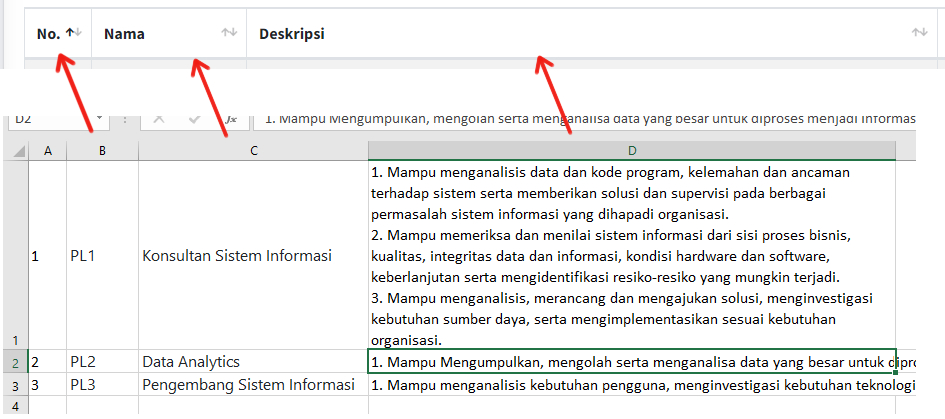 No. Nama Deskripsi
D2 fx 1. Mampu Mengumpulkan, mengolah serta menganalisa data yang besar untuk diproses menjadi informas
A B C D
1. Mampu menganalisis data dan kode program, kelemahan dan ancaman
terhadap sistem serta memberikan solusi dan supervisi pada berbagai
permasalah sistem informasi yang dihapadi organisasi.
2. Mampu memeriksa dan menilai sistem informasi dari sisi proses bisnis,
1 PL1 Konsultan Sistem Informasi kualitas, integritas data dan informasi, kondisi hardware dan software,
keberlanjutan serta mengidentifikasi resiko-resiko yang mungkin terjadi.
3. Mampu menganalisis, merancang dan mengajukan solusi, menginvestigasi
kebutuhan sumber daya, serta mengimplementasikan sesuai kebutuhan
1 organisasi.
2 2 PL2 Data Analytics 1. Mampu Mengumpulkan, mengolah serta menganalisa data yang besar untuk dipro
3 3 PL3 Pengembang Sistem Informasi 1. Mampu menganalisis kebutuhan pengguna, menginvestigasi kebutuhan teknologi
4